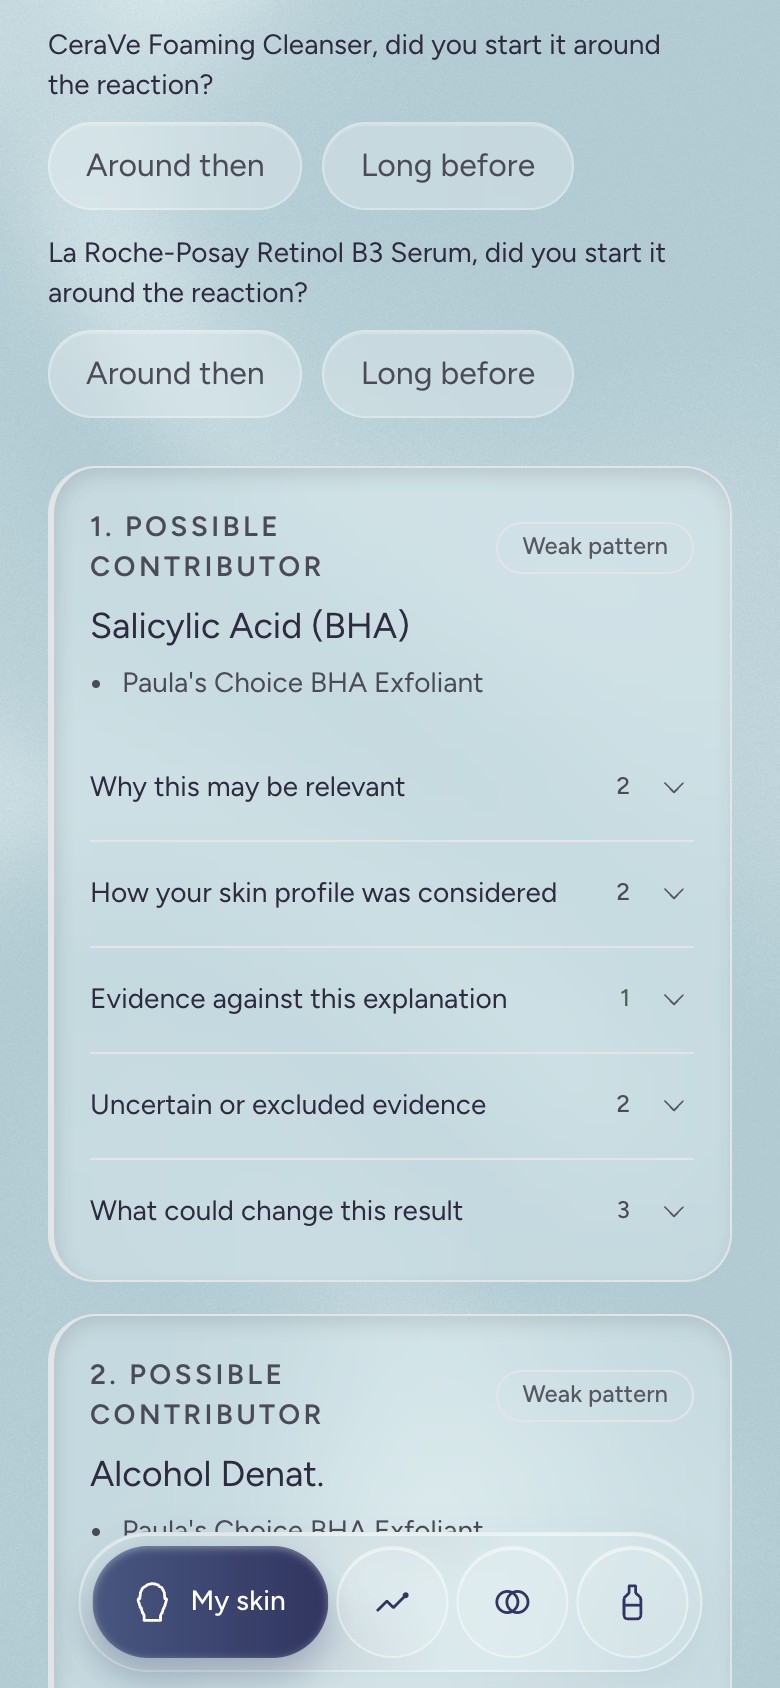 CeraVe Foaming Cleanser, did you start it around
the reaction?
Around then
Long before
La Roche-Posay Retinol B3 Serum, did you start it
around the reaction?
Around then
Long before
1. POSSIBLE
CONTRIBUTOR
Weak pattern
Salicylic Acid (BHA)
• Paula's Choice BHA Exfoliant
Why this may be relevant 2
How your skin profile was considered 2
Evidence against this explanation 1
Uncertain or excluded evidence 2
What could change this result 3
2. POSSIBLE
CONTRIBUTOR
Weak pattern
Alcohol Denat.
• Paula's Choice BHA Exfoliant
My skin